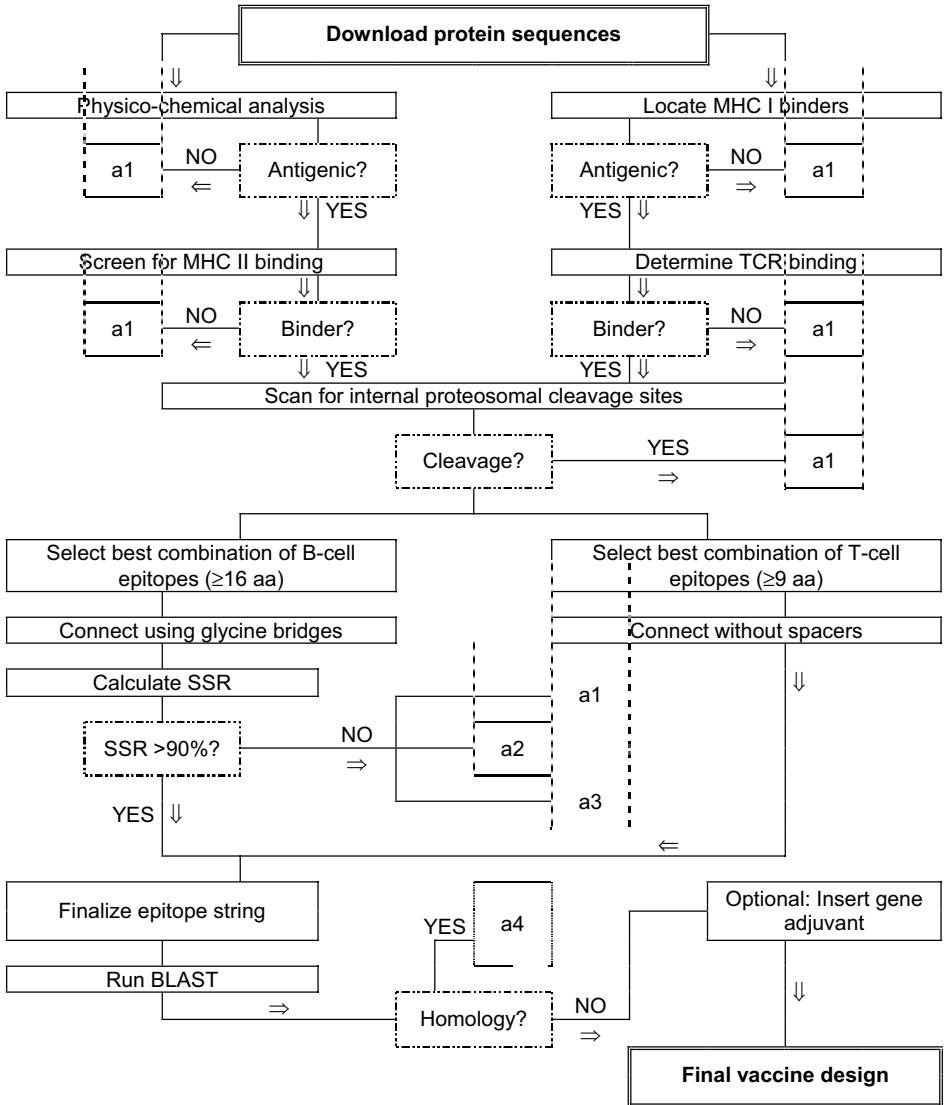 Download protein sequences
⇓ ⇓
Physico-chemical analysis Locate MHC I binders
a1 NO ⇐ Antigenic? Antigenic? NO ⇒ a1
⇓ YES YES ⇓
Screen for MHC II binding Determine TCR binding
⇓ ⇓
a1 NO ⇐ Binder? Binder? NO ⇒ a1
⇓ YES YES ⇓
Scan for internal proteosomal cleavage sites
Cleavage? YES ⇒ a1
Select best combination of B-cell
epitopes (≥16 aa)
Select best combination of T-cell
epitopes (≥9 aa)
Connect using glycine bridges Connect without spacers
Calculate SSR ⇓
a1
SSR >90%? NO ⇒ a2
a3
YES ⇓
⇐
Finalize epitope string
YES a4
Optional: Insert gene
adjuvant
Run BLAST
⇒ Homology? NO ⇒ ⇓
Final vaccine design